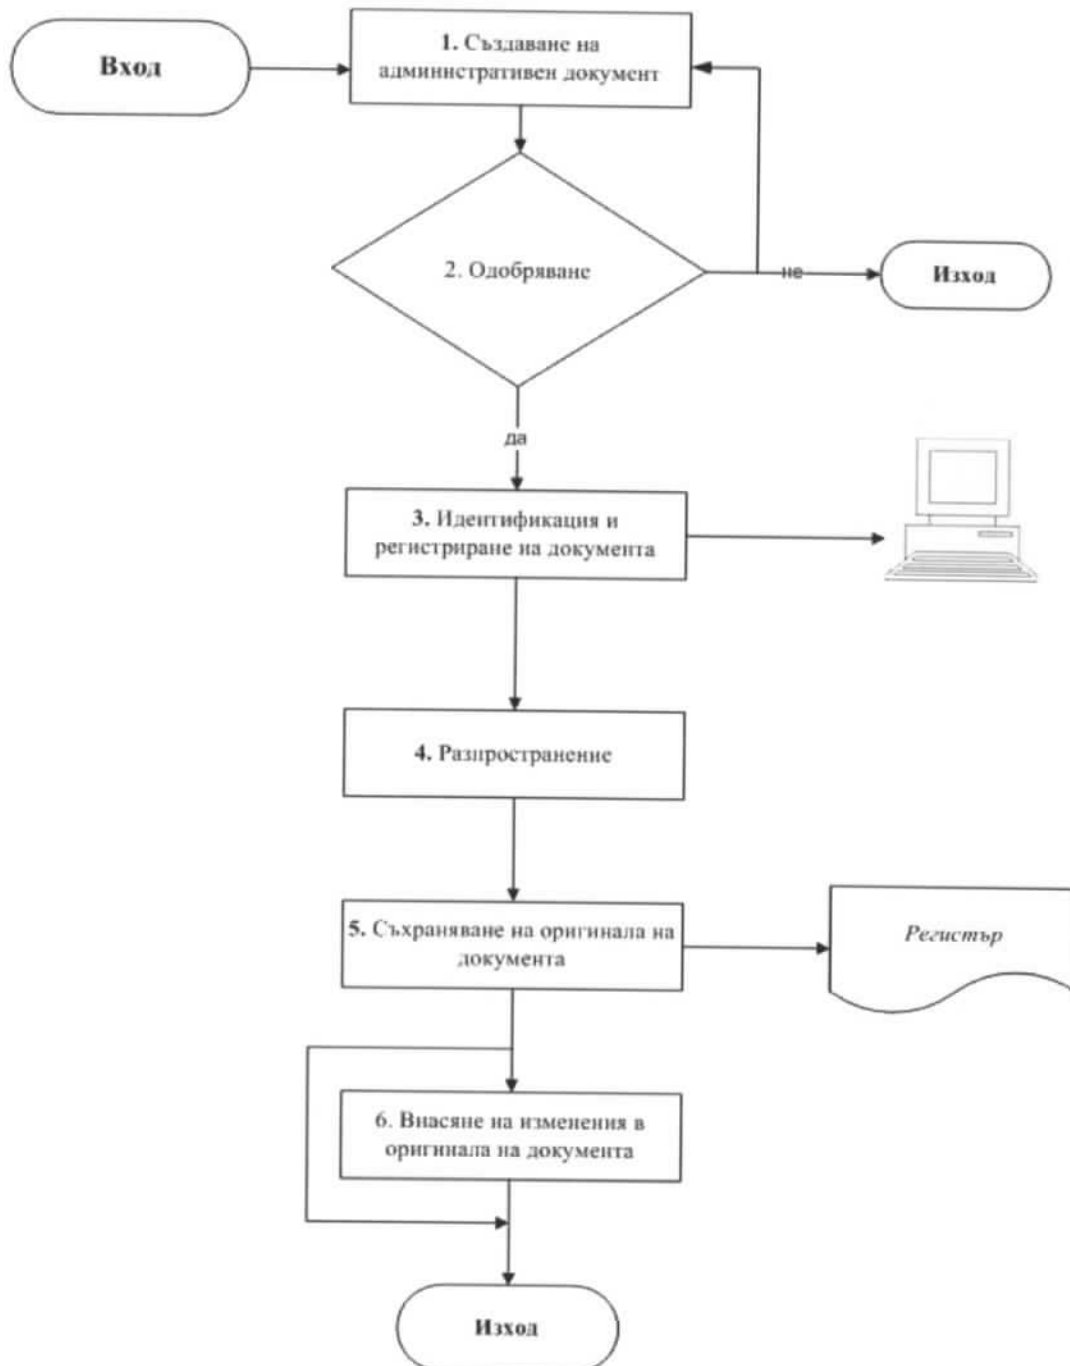 Вход
1. Създаване на
административен документ
2. Одобряване
не
Изход
да
3. Идентификация и
регистриране на документа
4. Разпространение
5. Съхраняване на оригинала на
документа
Регистър
6. Внасяне на изменения в
оригинала на документа
Изход